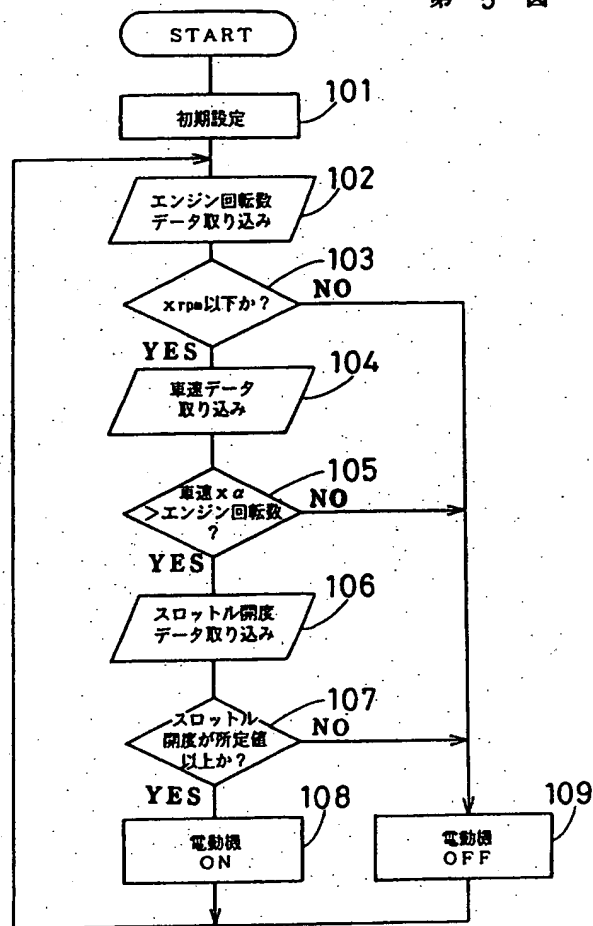 第 5 図
START
初期設定
101
エンジン回転数
データ取り込み
102
xrpm以下か?
103
NO
YES
車速データ
取り込み
104
車速xα
>エンジン回転数
?
105
NO
YES
スロットル開度
データ取り込み
106
スロットル
開度が所定値
以上か?
107
NO
YES
電動機
ON
108
電動機
OFF
109